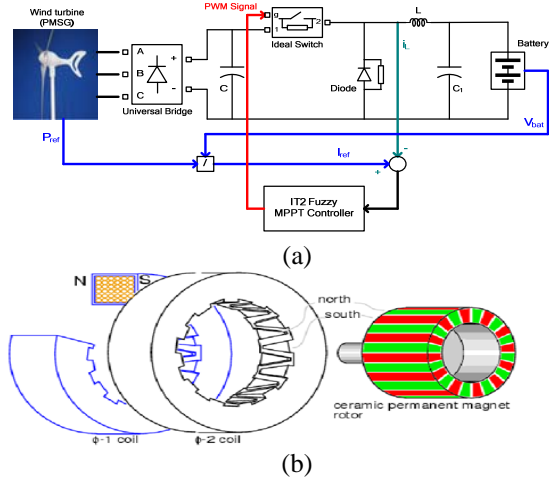 Wind turbine
(PMSG)
PWM Signal
g
1
2
Ideal Switch
L
Battery
A
B
C
+
-
Universal Bridge
C
Diode
iL
C1
Vbat
Pref
/
Iref
-
+
IT2 Fuzzy
MPPT Controller
(a)
N
S
north
south
ϕ-1 coil
ϕ-2 coil
ceramic permanent magnet
rotor
(b)